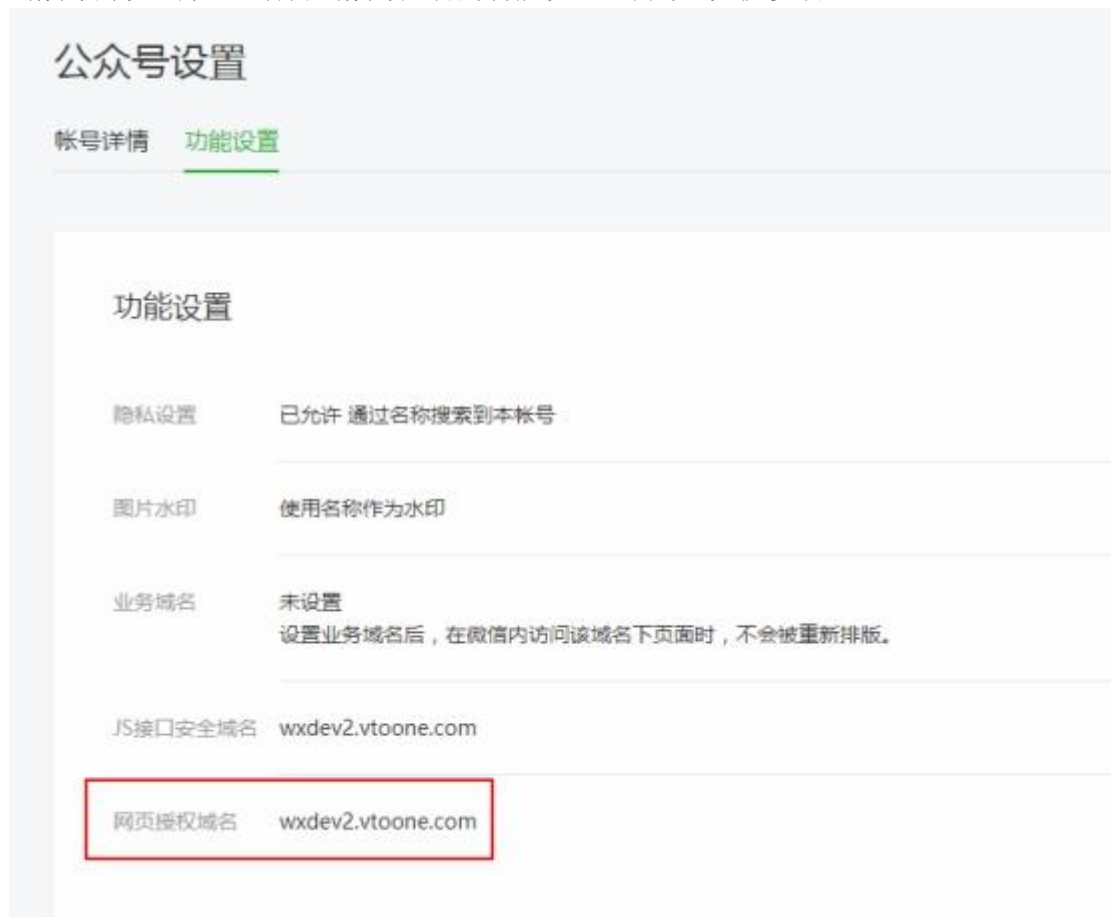 公众号设置
帐号详情 功能设置
功能设置
隐私设置 已允许 通过名称搜索到本帐号
图片水印 使用名称作为水印
业务域名 未设置
设置业务域名后，在微信内访问该域名下页面时，不会被重新排版。
JS接口安全域名 wxdev2.vtoone.com
网页授权域名 wxdev2.vtoone.com